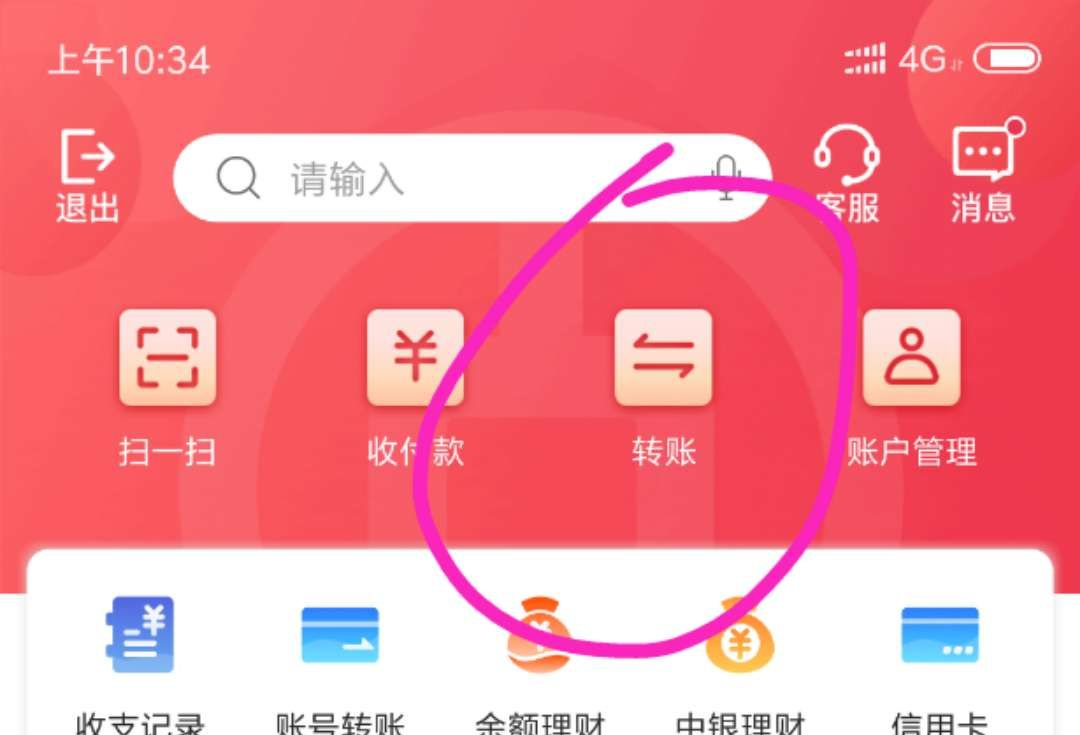 上午10:34 4G
请输入
退出 客服 消息
扫一扫 收付款 转账 账户管理
收支记录 账号转账 余额理财 中银理财 信用卡